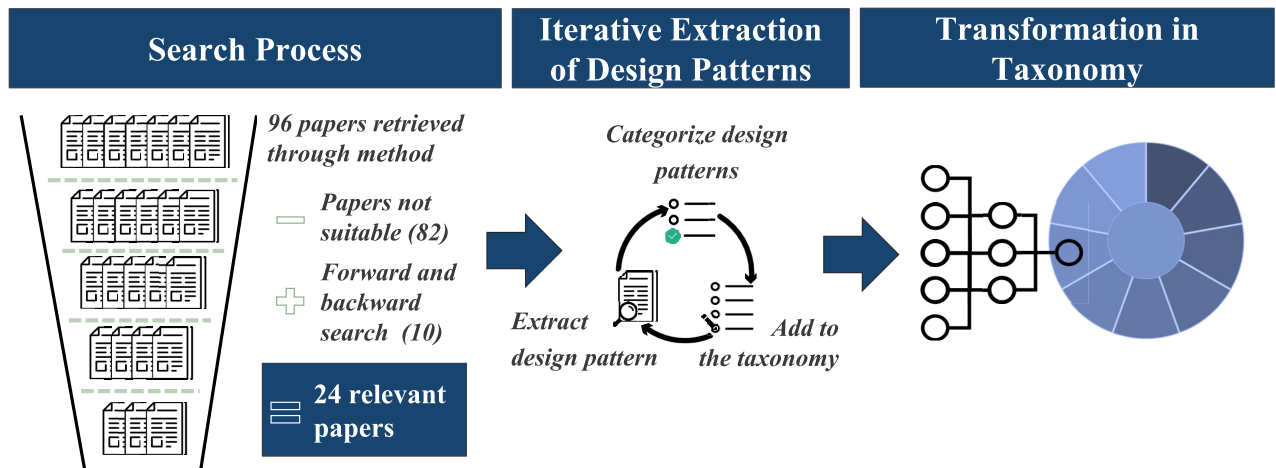 Search Process
96 papers retrieved
through method
Papers not
suitable (82)
Forward and
backward
search (10)
24 relevant
papers
Iterative Extraction
of Design Patterns
Categorize design
patterns
Extract
design pattern
Add to
the taxonomy
Transformation in
Taxonomy